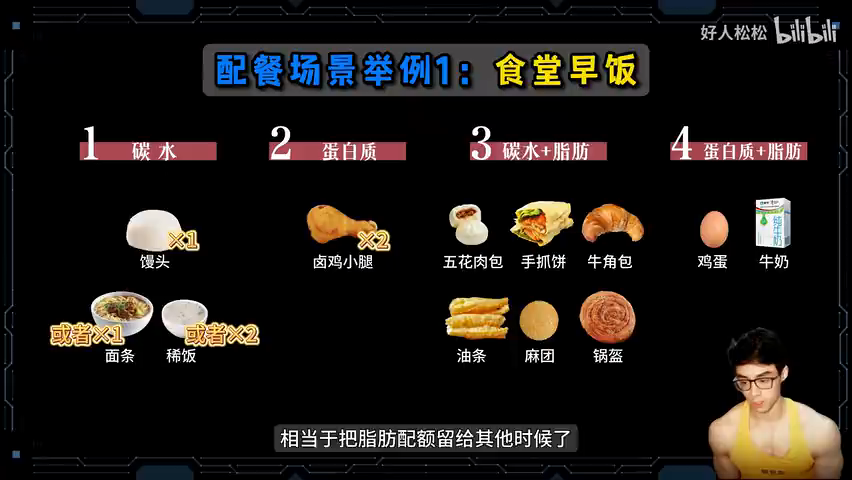 好人松松 bilibili
配餐场景举例1：食堂早饭
1 碳水
2 蛋白质
3 碳水+脂肪
4 蛋白质+脂肪
×1
馒头
×2
卤鸡小腿
五花肉包
手抓饼
牛角包
鸡蛋
纯牛奶
牛奶
或者×1
面条
或者×2
稀饭
油条
麻团
锅盔
相当于把脂肪配额留给其他时候了